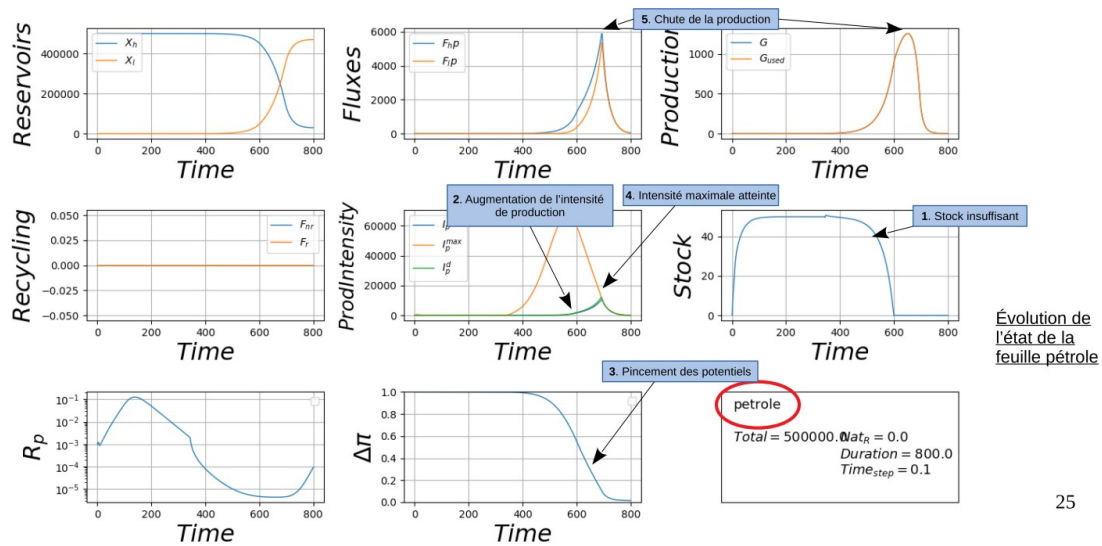 5. Chute de la production
Reservoirs
400000
200000
0
X_h
X_l
0 200 400 600 800
Time
Fluxes
6000
4000
2000
0
F_hp
F_lp
0 200 400 600 800
Time
Production
1000
500
0
G
G_used
0 200 400 600 800
Time
2. Augmentation de l'intensité
de production
4. Intensité maximale atteinte
1. Stock insuffisant
Recycling
0.050
0.025
0.000
−0.025
−0.050
F_nr
F_r
0 200 400 600 800
Time
ProdIntensity
60000
40000
20000
0
I_p
I_p^max
I_p^d
0 200 400 600 800
Time
Stock
40
20
0
0 200 400 600 800
Time
Évolution de
l'état de la
feuille pétrole
3. Pincement des potentiels
R_p
10^−1
10^−2
10^−3
10^−4
10^−5
0 200 400 600 800
Time
Δπ
1.0
0.8
0.6
0.4
0.2
0.0
0 200 400 600 800
Time
petrole
Total = 500000.0
Nat_R = 0.0
Duration = 800.0
Time_step = 0.1
25